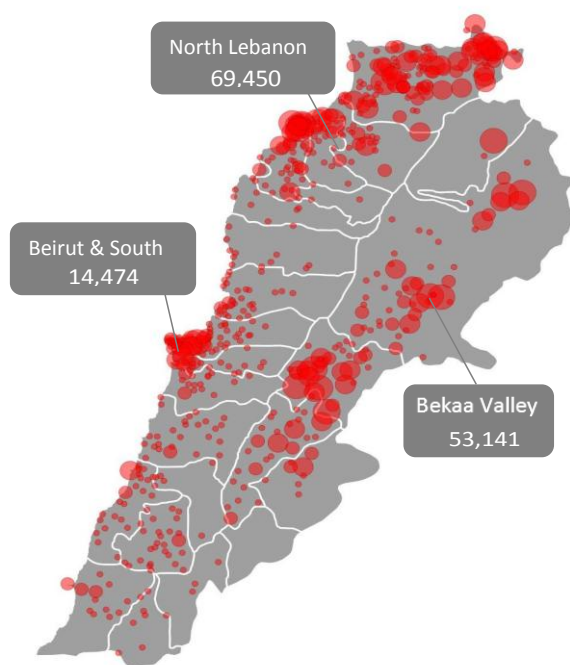 North Lebanon
69,450
Beirut & South
14,474
Bekaa Valley
53,141